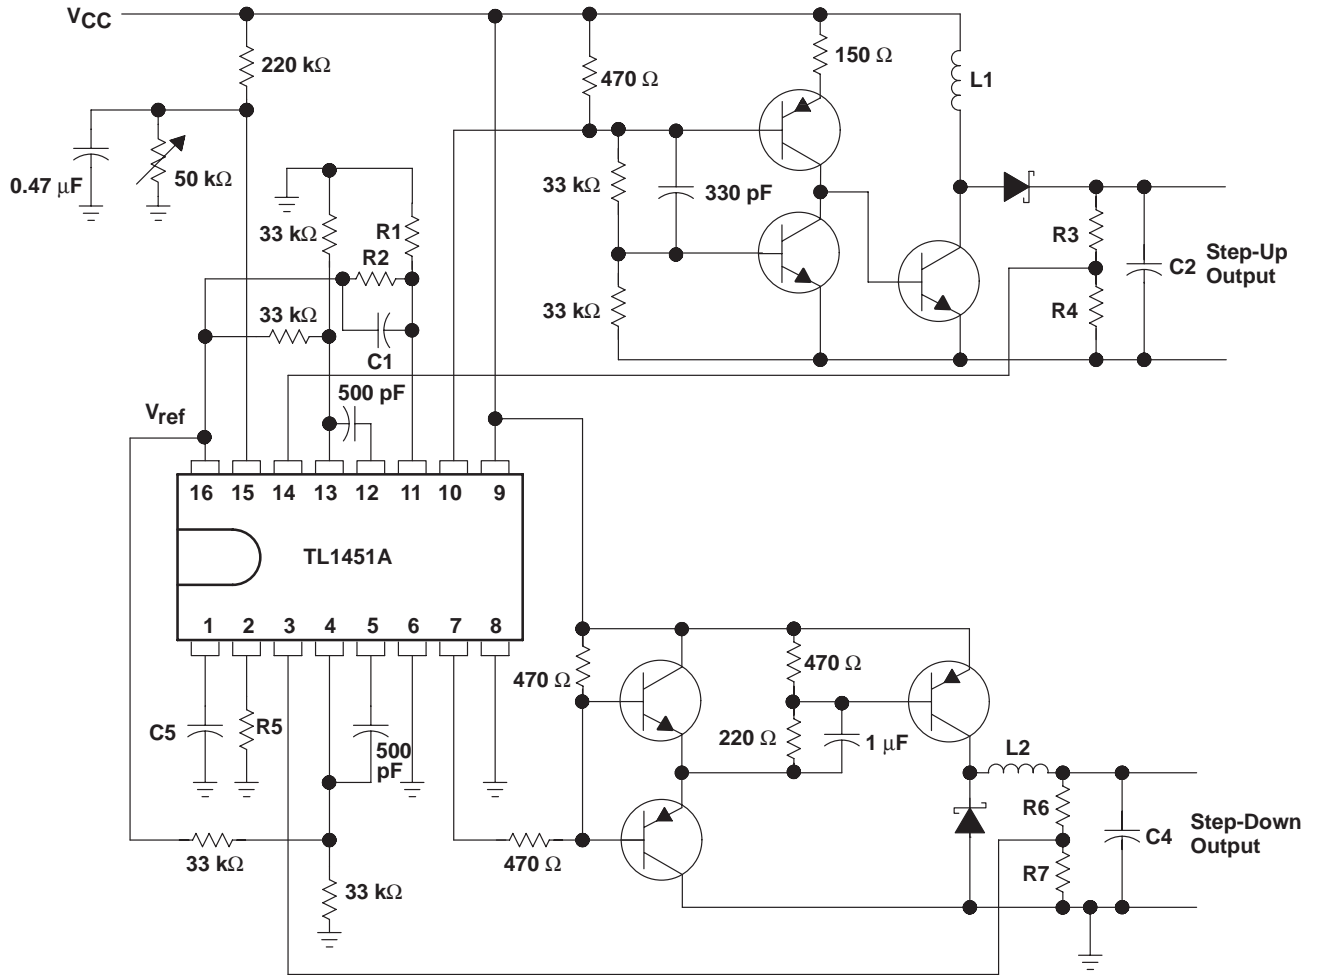 VCC
220 kΩ
470 Ω
150 Ω
L1
0.47 μF
50 kΩ
33 kΩ
R1
R2
33 kΩ
330 pF
R3
C2
Step-Up
Output
33 kΩ
33 kΩ
R4
C1
500 pF
Vref
16 15 14 13 12 11 10 9
TL1451A
1 2 3 4 5 6 7 8
470 Ω
470 Ω
C5
R5
500
pF
220 Ω
1 μF
L2
R6
C4
Step-Down
Output
33 kΩ
470 Ω
R7
33 kΩ